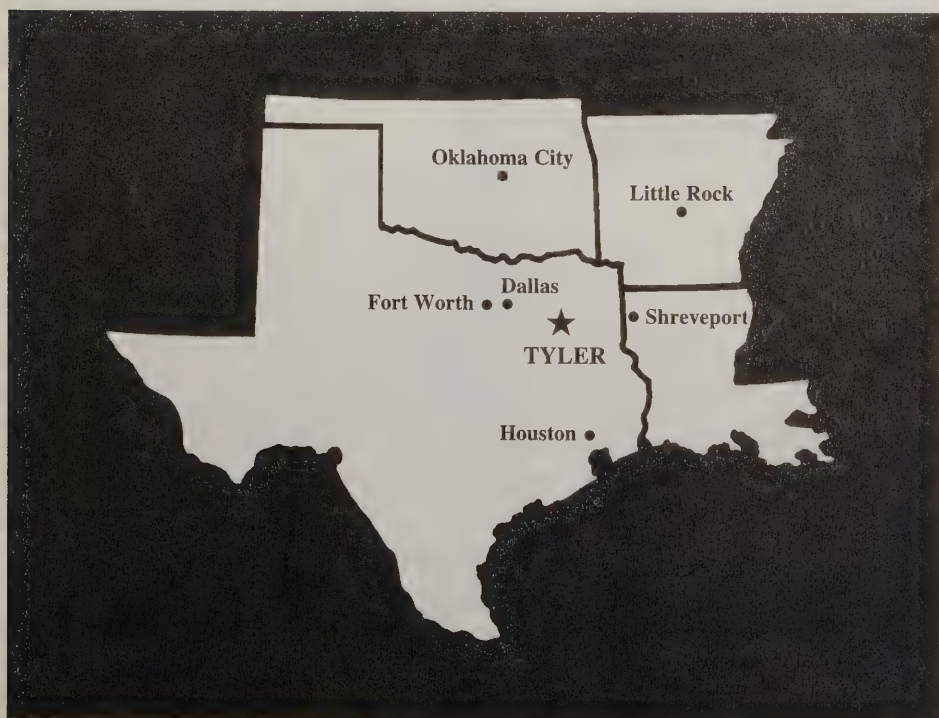 Oklahoma City
Little Rock
Dallas
Fort Worth
Shreveport
TYLER
Houston